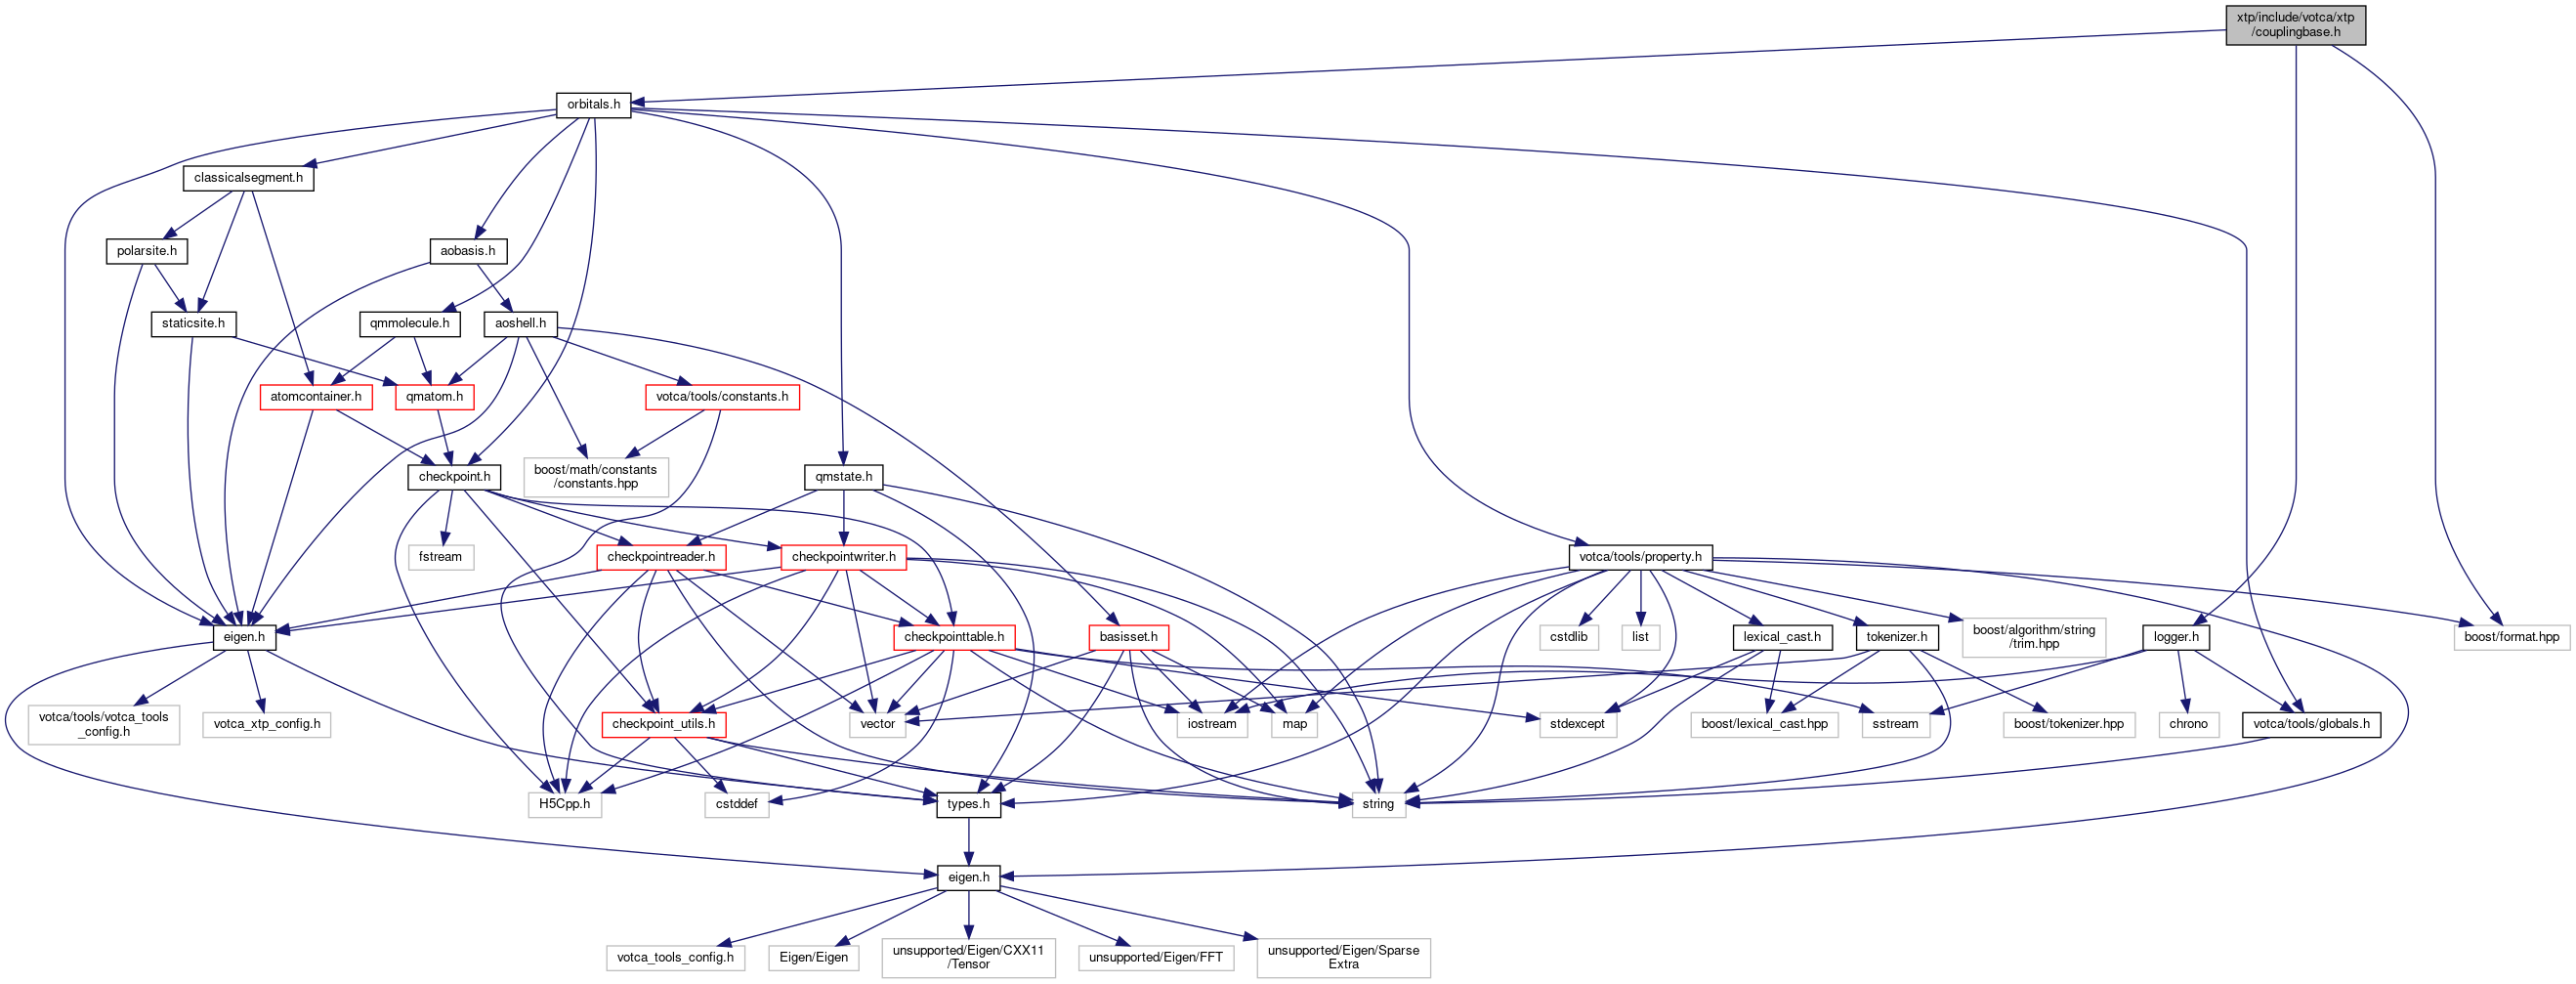 xtp/include/votca/xtp
/couplingbase.h
orbitals.h
classicalsegment.h
polarsite.h
aobasis.h
staticsite.h
qmmolecule.h
aoshell.h
atomcontainer.h
qmatom.h
votca/tools/constants.h
checkpoint.h
boost/math/constants
/constants.hpp
qmstate.h
fstream
checkpointreader.h
checkpointwriter.h
votca/tools/property.h
eigen.h
checkpointtable.h
basisset.h
cstdlib
list
lexical_cast.h
tokenizer.h
boost/algorithm/string
/trim.hpp
logger.h
boost/format.hpp
votca/tools/votca_tools
_config.h
votca_xtp_config.h
checkpoint_utils.h
vector
iostream
map
stdexcept
boost/lexical_cast.hpp
sstream
boost/tokenizer.hpp
chrono
votca/tools/globals.h
H5Cpp.h
cstddef
types.h
string
eigen.h
votca_tools_config.h
Eigen/Eigen
unsupported/Eigen/CXX11
/Tensor
unsupported/Eigen/FFT
unsupported/Eigen/Sparse
Extra